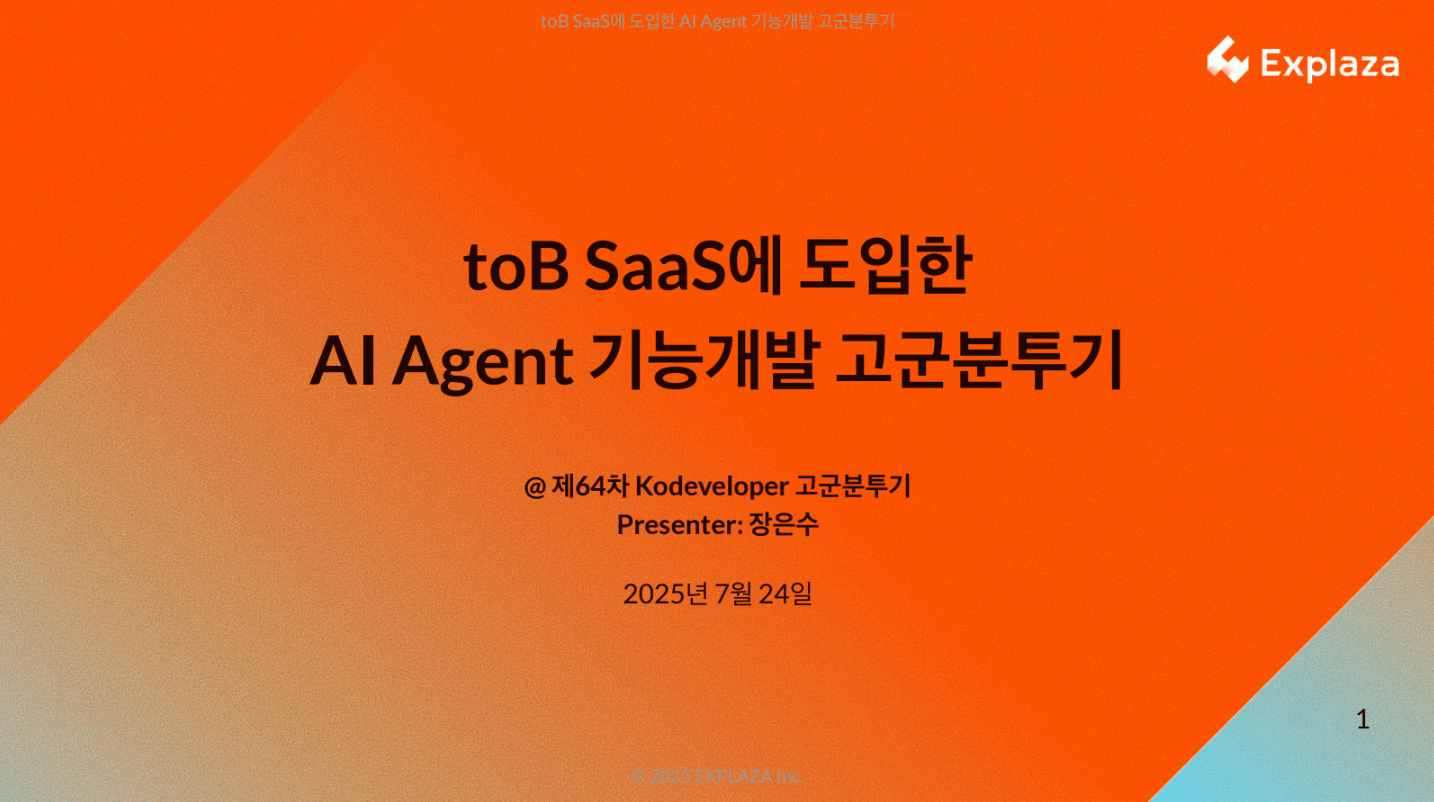 toB SaaS에 도입한 AI Agent 기능개발 고군분투기
Explaza
toB SaaS에 도입한
AI Agent 기능개발 고군분투기
@ 제64차 Kodeveloper 고군분투기
Presenter: 장은수
2025년 7월 24일
1
© 2025 EXPLAZA Inc.